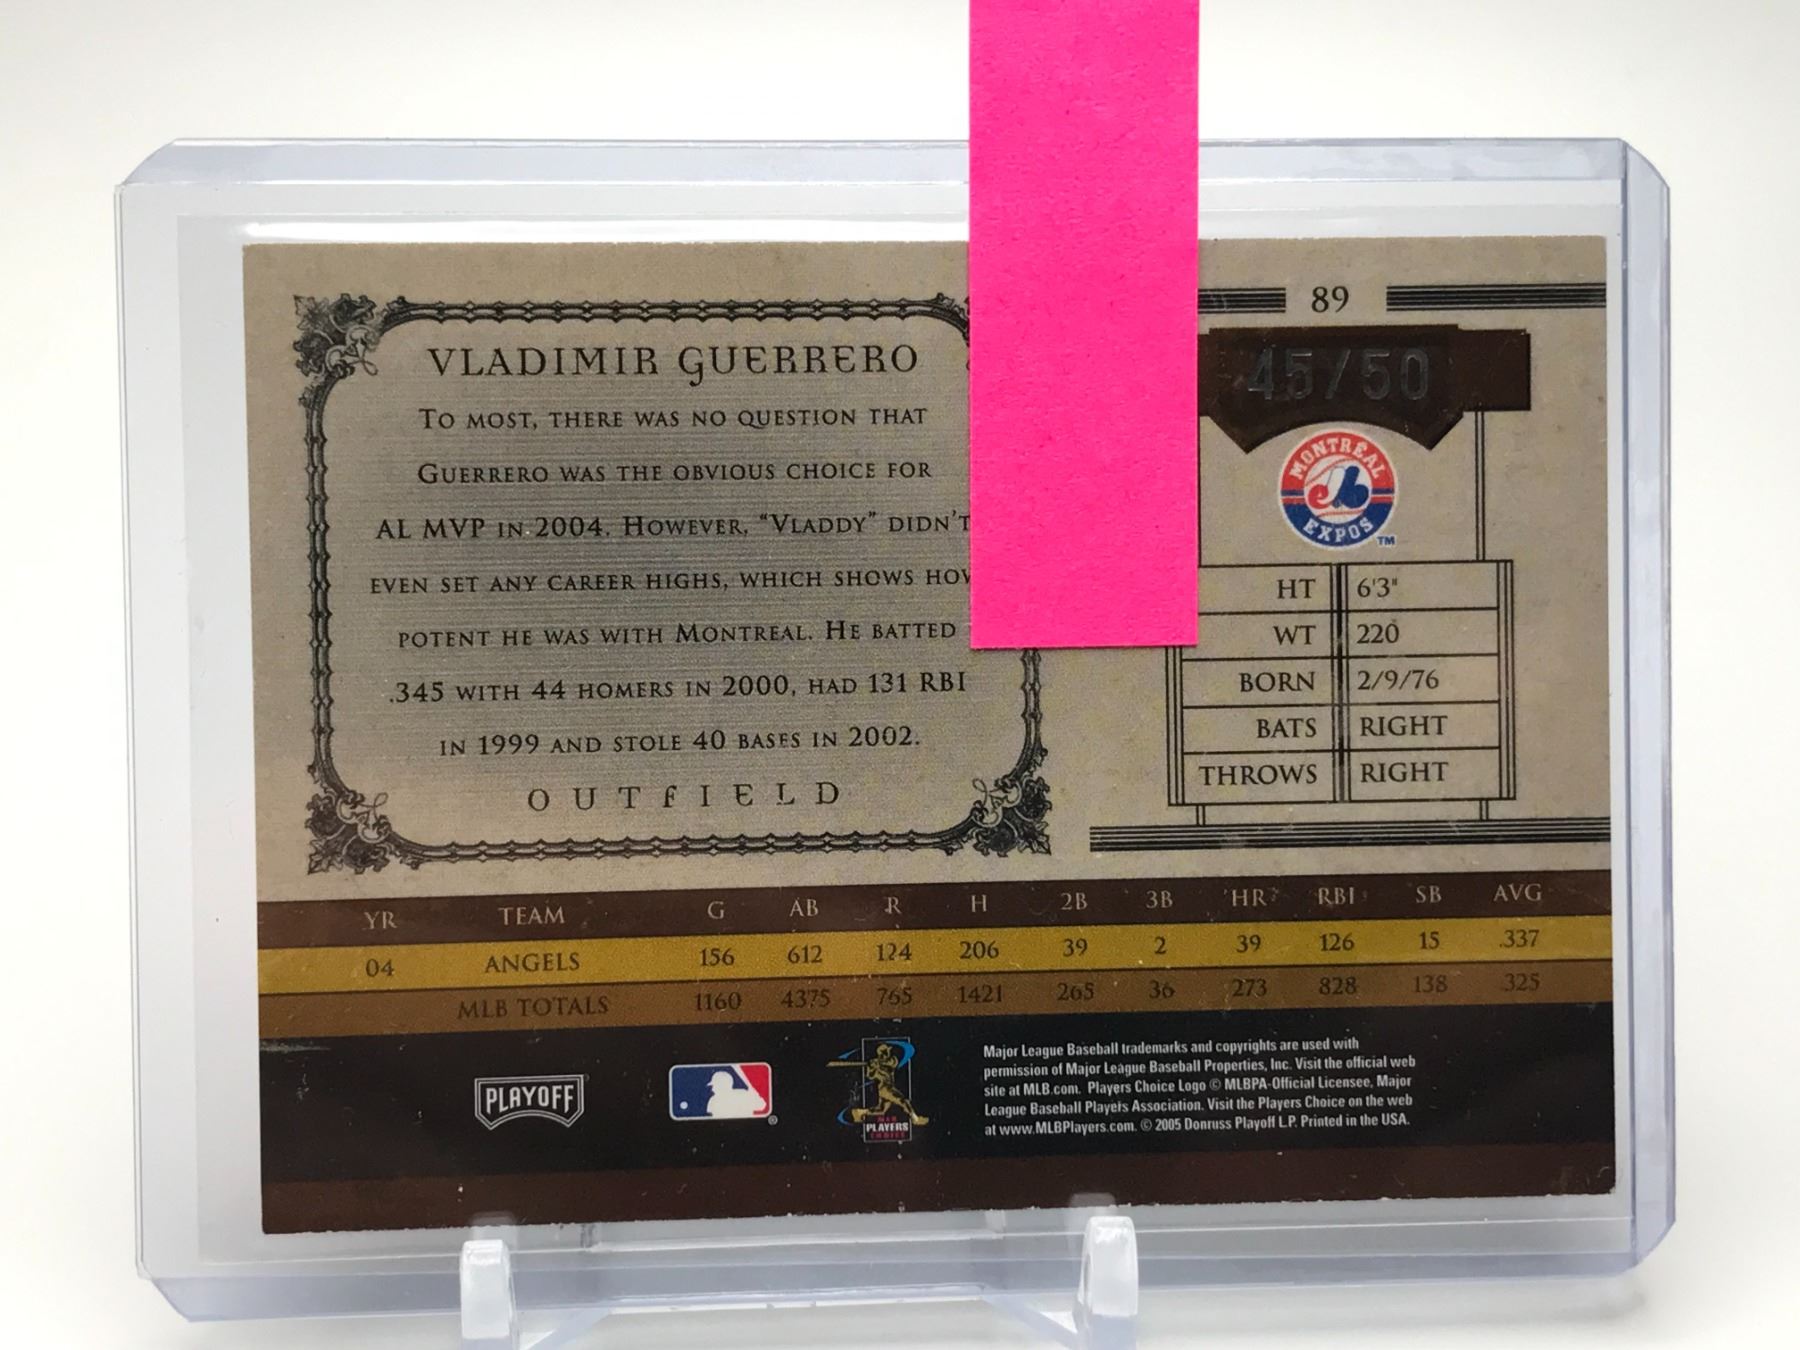 89
VLADIMIR GUERRERO
45/50
TO MOST, THERE WAS NO QUESTION THAT
GUERRERO WAS THE OBVIOUS CHOICE FOR
AL MVP IN 2004. HOWEVER, “VLADDY” DIDN'T
EVEN SET ANY CAREER HIGHS, WHICH SHOWS
POTENT HE WAS WITH MONTREAL. HE BATTED
.345 WITH 44 HOMERS IN 2000, HAD 131 RBI
IN 1999 AND STOLE 40 BASES IN 2002.
OUTFIELD
MONTRÉAL
EXPOS TM
HT 6'3"
WT 220
BORN 2/9/76
BATS RIGHT
THROWS RIGHT
YR TEAM G AB R H 2B 3B HR RBI SB AVG
04 ANGELS 156 612 124 206 39 2 39 126 15 .337
MLB TOTALS 1160 4375 765 1421 265 36 273 828 138 .325
PLAYOFF
PLAYERS
CHOICE
Major League Baseball trademarks and copyrights are used with
permission of Major League Baseball Properties, Inc. Visit the official web
site at MLB.com. Players Choice Logo © MLBPA-Official Licensee, Major
League Baseball Players Association. Visit the Players Choice on the web
at www.MLBPlayers.com. © 2005 Donruss Playoff L.P. Printed in the USA.